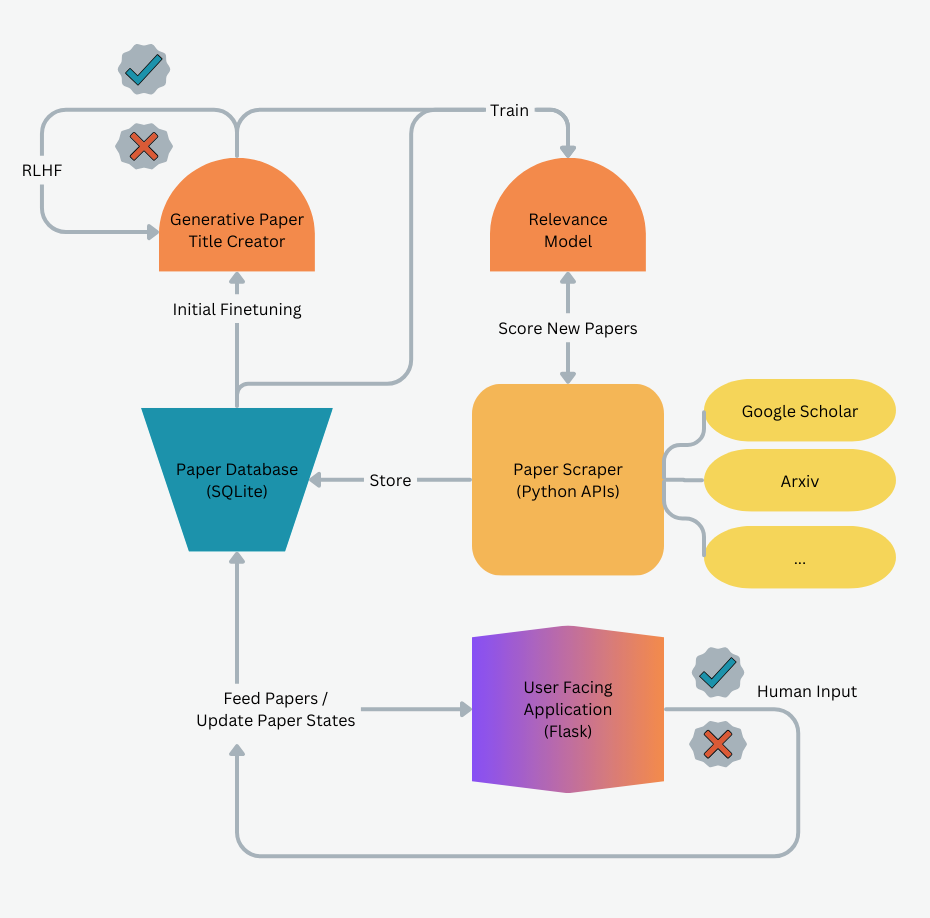 Train
RLHF
Generative Paper
Title Creator
Relevance
Model
Initial Finetuning
Score New Papers
Google Scholar
Paper Database
(SQLite)
Store
Paper Scraper
(Python APIs)
Arxiv
...
Feed Papers /
Update Paper States
User Facing
Application
(Flask)
Human Input